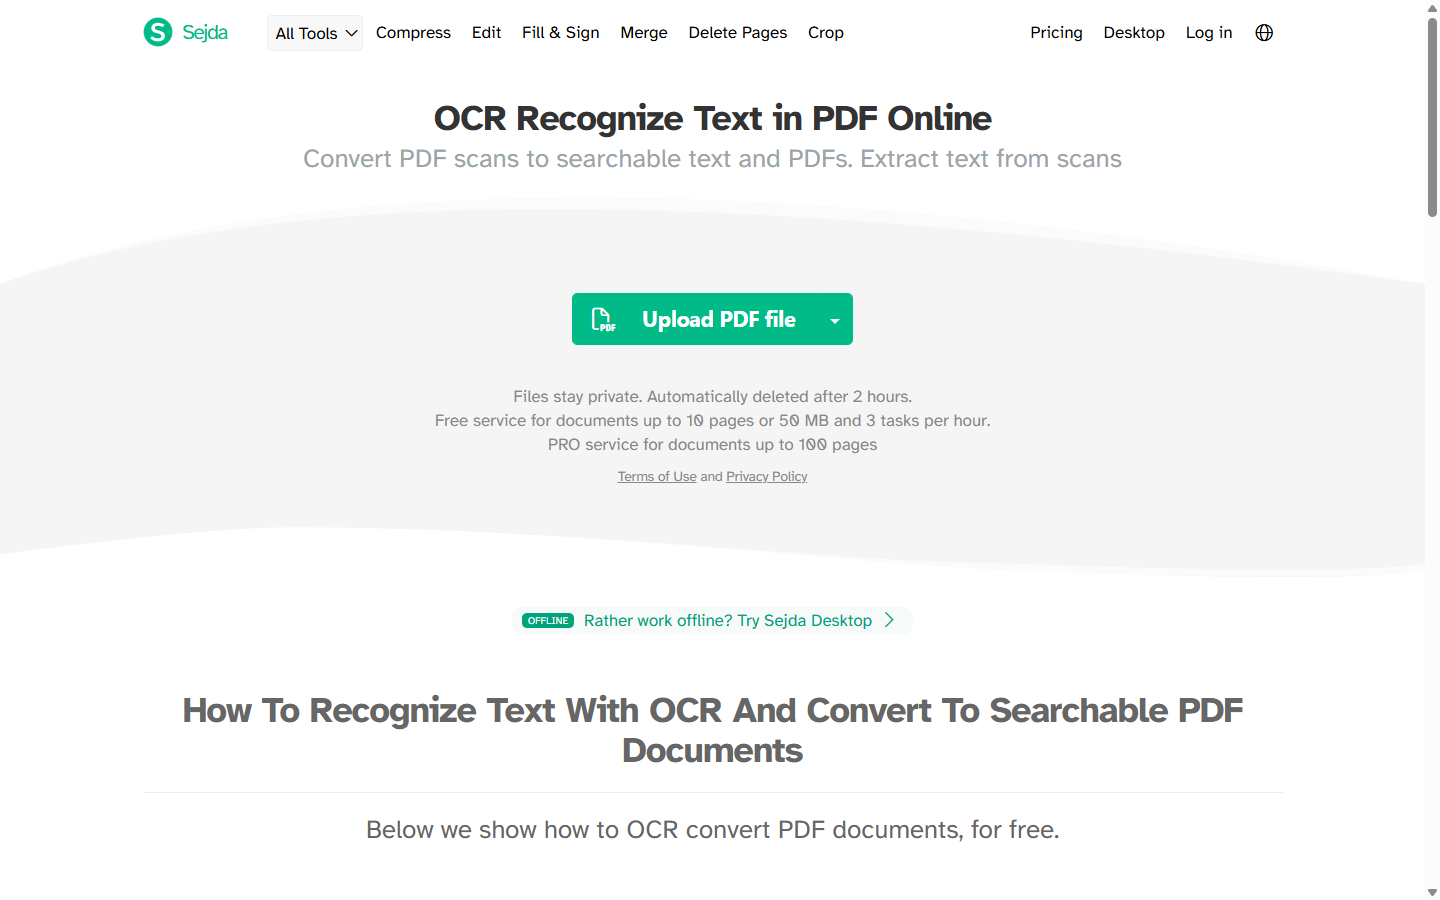 Sejda
All Tools Compress Edit Fill & Sign Merge Delete Pages Crop Pricing Desktop Log in
OCR Recognize Text in PDF Online
Convert PDF scans to searchable text and PDFs. Extract text from scans
PDF Upload PDF file
Files stay private. Automatically deleted after 2 hours.
Free service for documents up to 10 pages or 50 MB and 3 tasks per hour.
PRO service for documents up to 100 pages
Terms of Use and Privacy Policy
OFFLINE Rather work offline? Try Sejda Desktop
How To Recognize Text With OCR And Convert To Searchable PDF
Documents
Below we show how to OCR convert PDF documents, for free.